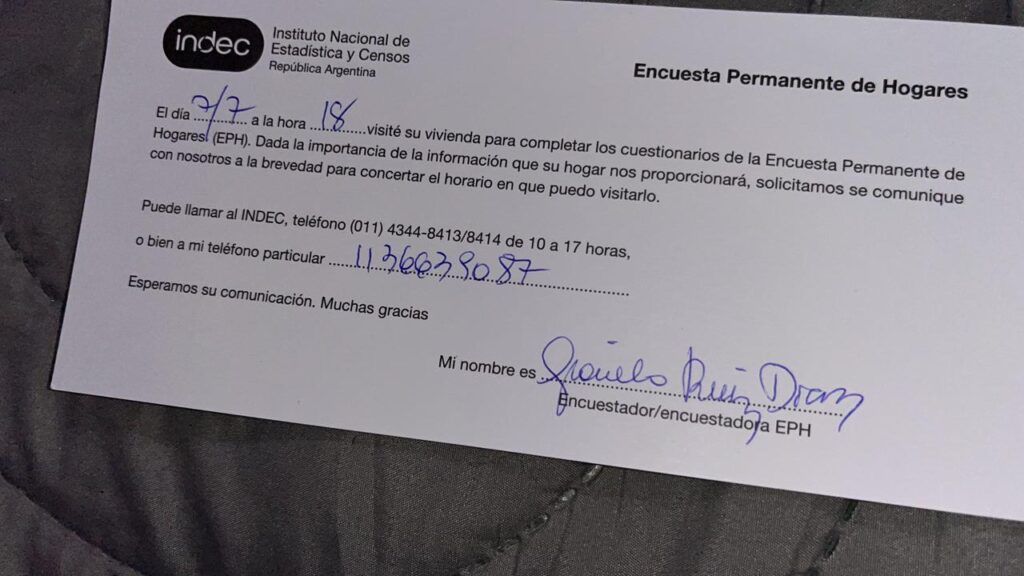 indec
Instituto Nacional de
Estadística y Censos
República Argentina
Encuesta Permanente de Hogares
El día 7/7 a la hora 18 visité su vivienda para completar los cuestionarios de la Encuesta Permanente de
Hogares (EPH). Dada la importancia de la información que su hogar nos proporcionará, solicitamos se comunique
con nosotros a la brevedad para concertar el horario en que puedo visitarlo.
Puede llamar al INDEC, teléfono (011) 4344-8413/8414 de 10 a 17 horas,
o bien a mi teléfono particular 1136639087
Esperamos su comunicación. Muchas gracias
Mi nombre es Ruiz Diaz
Encuestador/encuestadora EPH